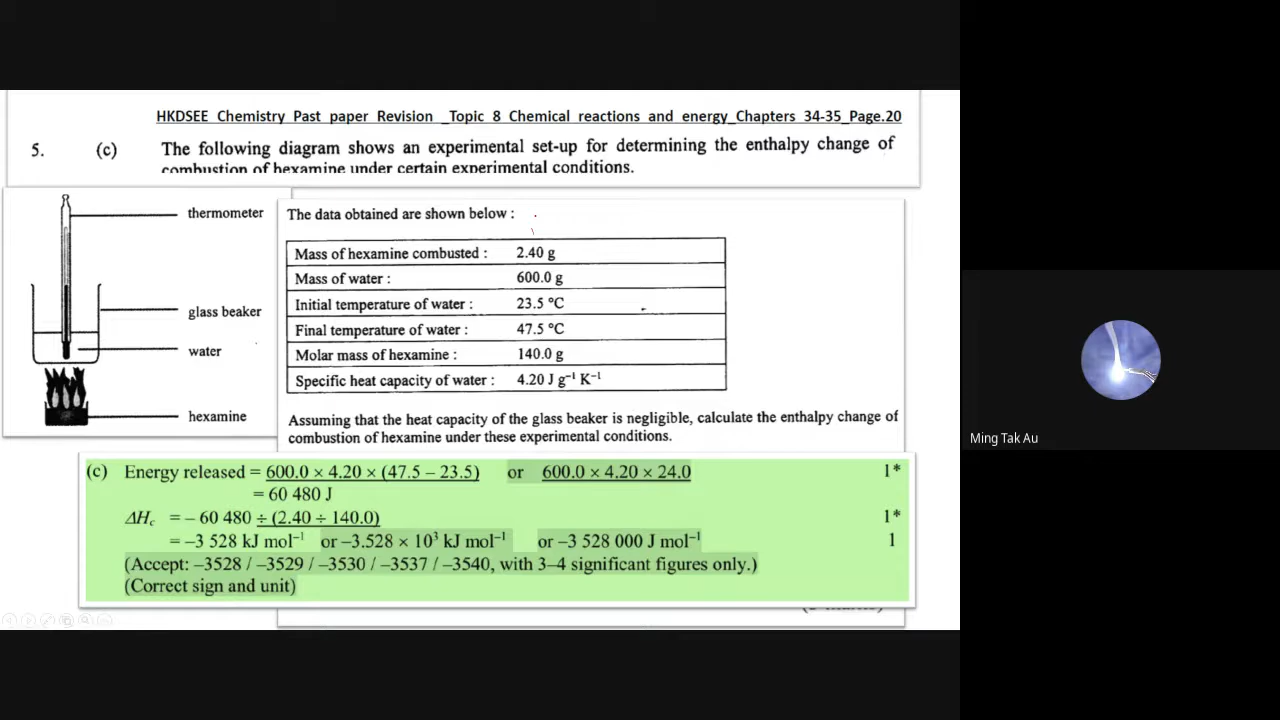 HKDSEE Chemistry Past paper Revision _Topic 8 Chemical reactions and energy_Chapters 34-35_Page.20
5. (c) The following diagram shows an experimental set-up for determining the enthalpy change of
combustion of hexamine under certain experimental conditions.
thermometer
glass beaker
water
hexamine
The data obtained are shown below :
Mass of hexamine combusted : 2.40 g
Mass of water : 600.0 g
Initial temperature of water : 23.5 °C
Final temperature of water : 47.5 °C
Molar mass of hexamine : 140.0 g
Specific heat capacity of water : 4.20 J g⁻¹ K⁻¹
Assuming that the heat capacity of the glass beaker is negligible, calculate the enthalpy change of
combustion of hexamine under these experimental conditions.
(c) Energy released = 600.0 × 4.20 × (47.5 – 23.5) or 600.0 × 4.20 × 24.0 1*
= 60 480 J
ΔHc = – 60 480 ÷ (2.40 ÷ 140.0) 1*
= –3 528 kJ mol⁻¹ or –3.528 × 10³ kJ mol⁻¹ or –3 528 000 J mol⁻¹ 1
(Accept: –3528 / –3529 / –3530 / –3537 / –3540, with 3–4 significant figures only.)
(Correct sign and unit)
Ming Tak Au